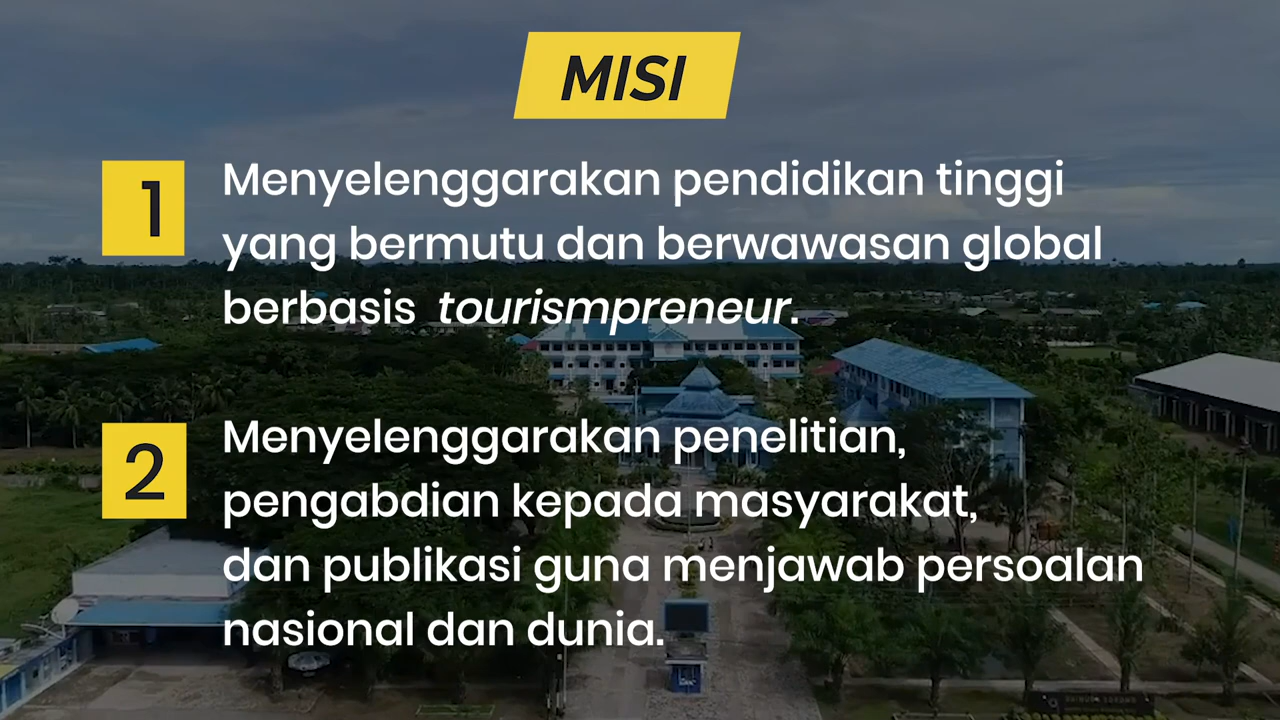 MISI
1
Menyelenggarakan pendidikan tinggi
yang bermutu dan berwawasan global
berbasis tourismpreneur.
2
Menyelenggarakan penelitian,
pengabdian kepada masyarakat,
dan publikasi guna menjawab persoalan
nasional dan dunia.